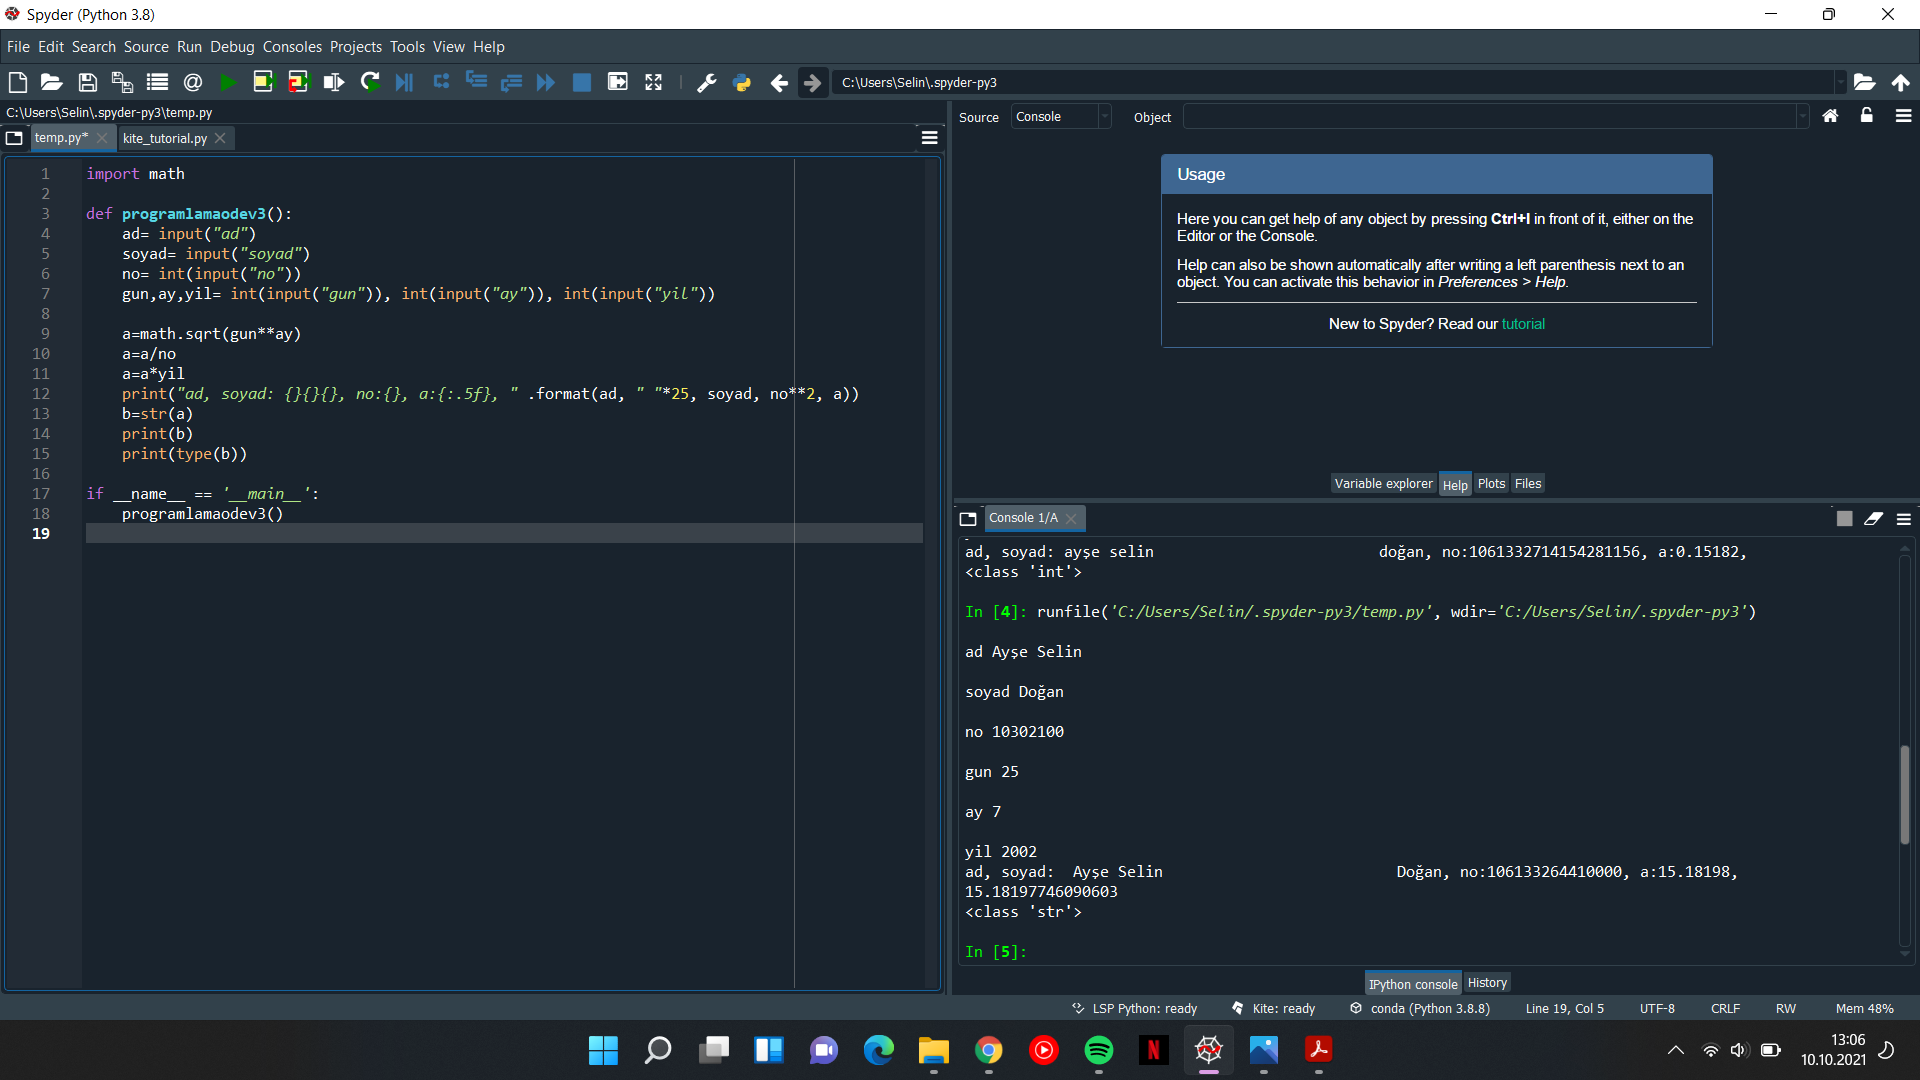 Spyder (Python 3.8)
File Edit Search Source Run Debug Consoles Projects Tools View Help
C:\Users\Selin\.spyder-py3
C:\Users\Selin\.spyder-py3\temp.py
temp.py* kite_tutorial.py
1 import math
2
3 def programlamaodev3():
4 ad= input("ad")
5 soyad= input("soyad")
6 no= int(input("no"))
7 gun,ay,yil= int(input("gun")), int(input("ay")), int(input("yil"))
8
9 a=math.sqrt(gun**ay)
10 a=a/no
11 a=a*yil
12 print("ad, soyad: {}{}{}, no:{}, a:{:.5f}, " .format(ad, " "*25, soyad, no**2, a))
13 b=str(a)
14 print(b)
15 print(type(b))
16
17 if __name__ == '__main__':
18 programlamaodev3()
19
Source Console Object
Usage
Here you can get help of any object by pressing Ctrl+I in front of it, either on the
Editor or the Console.
Help can also be shown automatically after writing a left parenthesis next to an
object. You can activate this behavior in Preferences > Help.
New to Spyder? Read our tutorial
Variable explorer Help Plots Files
Console 1/A
ad, soyad: ayşe selin                         doğan, no:1061332714154281156, a:0.15182,
<class 'int'>
In [4]: runfile('C:/Users/Selin/.spyder-py3/temp.py', wdir='C:/Users/Selin/.spyder-py3')
ad Ayşe Selin
soyad Doğan
no 10302100
gun 25
ay 7
yil 2002
ad, soyad:  Ayşe Selin                          Doğan, no:106133264410000, a:15.18198,
15.18197746090603
<class 'str'>
In [5]:
IPython console History
LSP Python: ready Kite: ready conda (Python 3.8.8) Line 19, Col 5 UTF-8 CRLF RW Mem 48%
13:06
10.10.2021